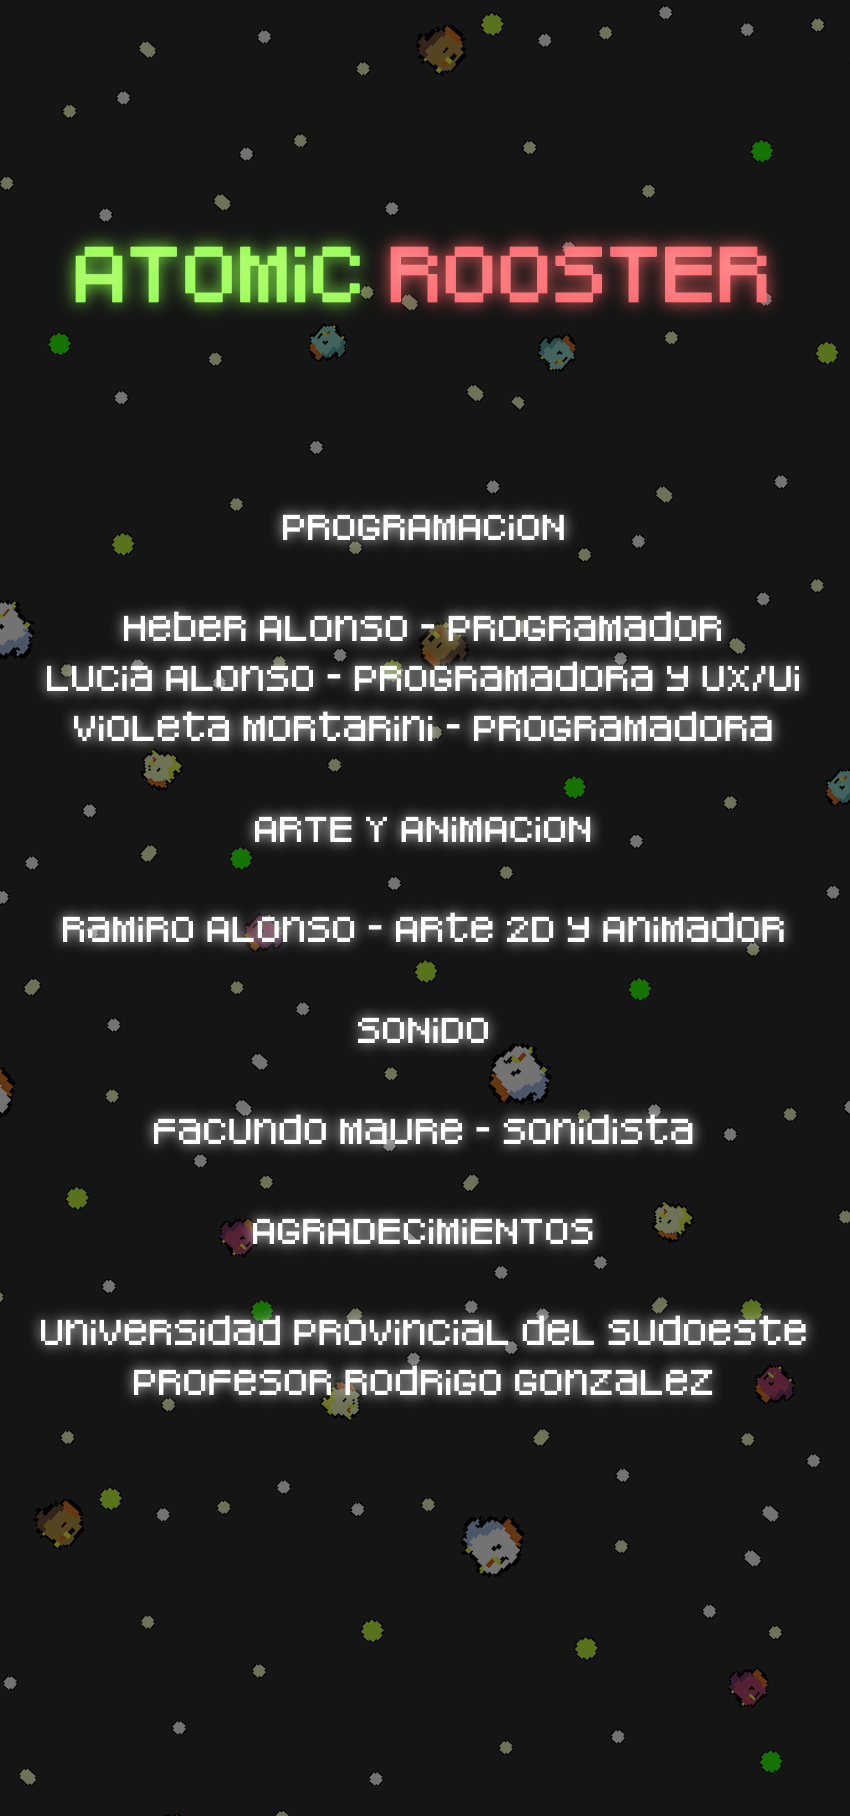 ATOMiC ROOSTER
PROGRAMACiON
Heber Alonso - Programador
Lucia Alonso - Programadora y UX/Ui
Violeta Mortarini - Programadora
ARTE Y ANiMACiON
Ramiro Alonso - Arte 2D y Animador
SONiDO
Facundo Maure - Sonidista
AGRADECiMiENTOS
Universidad Provincial del Sudoeste
Profesor Rodrigo Gonzalez